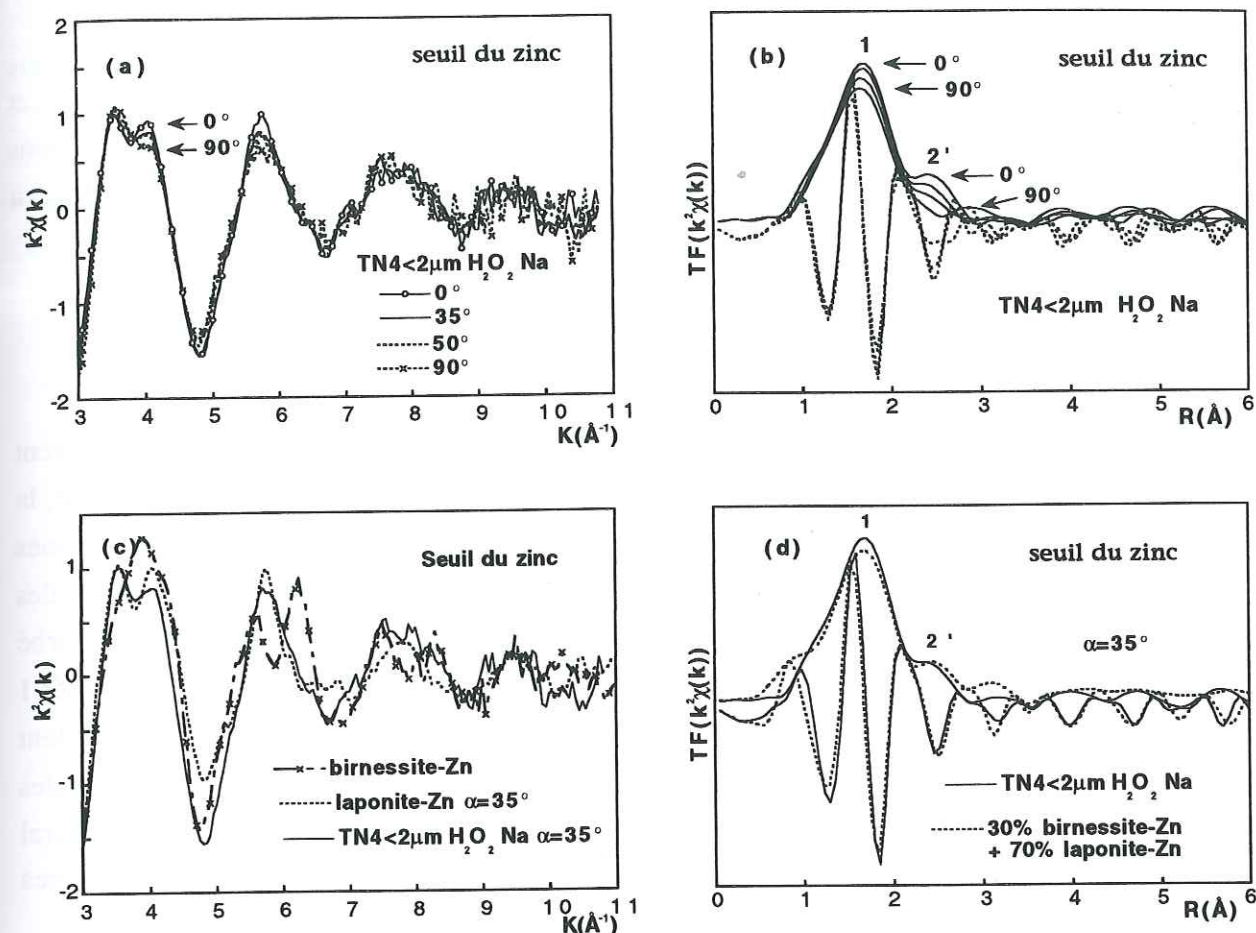 (a)
seuil du zinc
0°
90°
k²χ(k)
2
1
0
-1
-2
TN4<2μm H₂O₂ Na
0°
35°
50°
90°
3 4 5 6 7 8 9 10 11
K(Å⁻¹)
(b)
1
seuil du zinc
0°
90°
2'
0°
90°
TF(k²χ(k))
TN4<2μm H₂O₂ Na
0 1 2 3 4 5 6
R(Å)
(c)
Seuil du zinc
k²χ(k)
1
0
-1
-2
birnessite-Zn
laponite-Zn α=35°
TN4<2μm H₂O₂ Na α=35°
3 4 5 6 7 8 9 10 11
K(Å⁻¹)
(d)
1
seuil du zinc
2'
α=35°
TF(k²χ(k))
TN4<2μm H₂O₂ Na
30% birnessite-Zn
+ 70% laponite-Zn
0 1 2 3 4 5 6
R(Å)